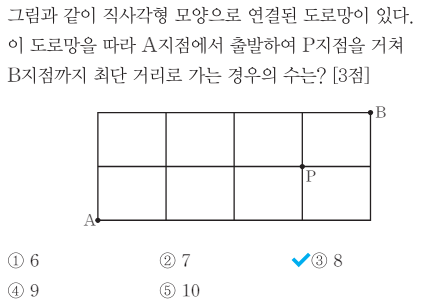 그림과 같이 직사각형 모양으로 연결된 도로망이 있다.
이 도로망을 따라 A지점에서 출발하여 P지점을 거쳐
B지점까지 최단 거리로 가는 경우의 수는? [3점]
B
P
A
① 6 ② 7 ③ 8
④ 9 ⑤ 10